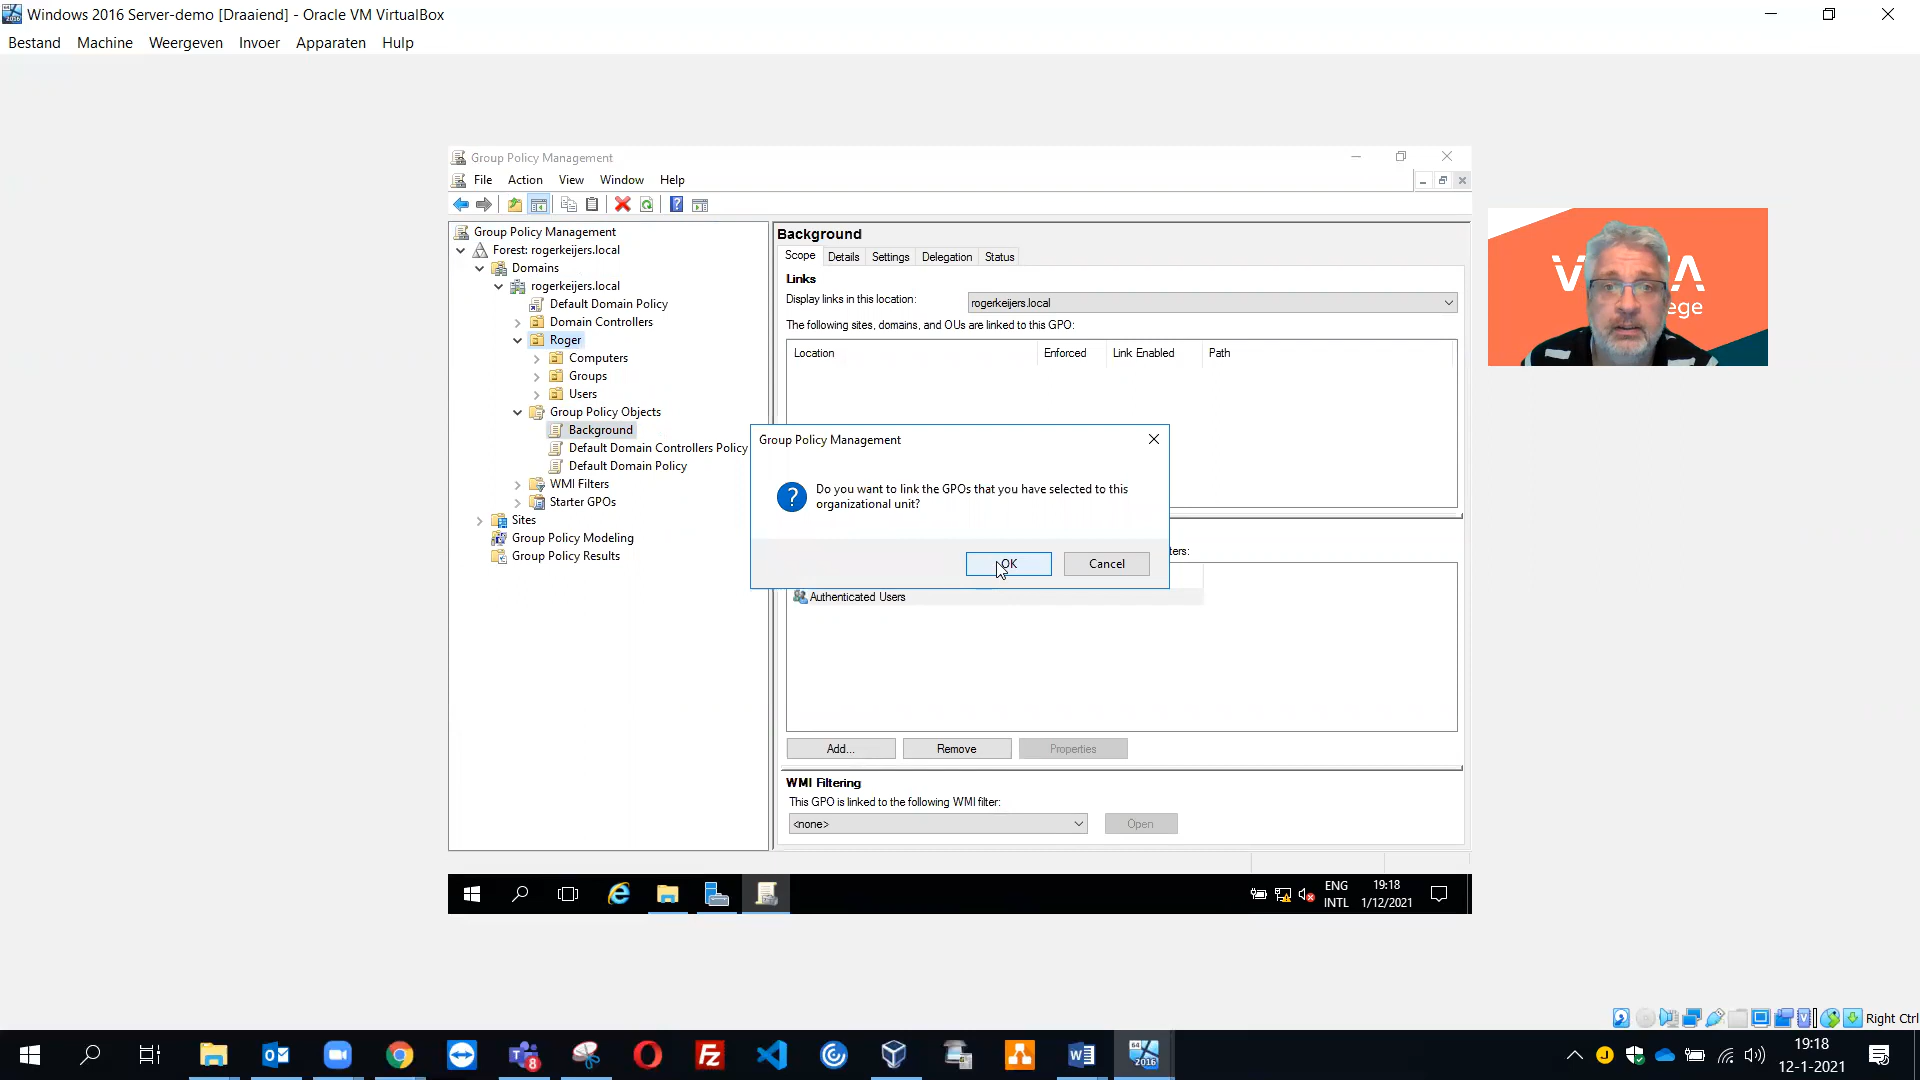 Windows 2016 Server-demo [Draaiend] - Oracle VM VirtualBox
Bestand Machine Weergeven Invoer Apparaten Hulp
Group Policy Management
File Action View Window Help
Group Policy Management
Forest: rogerkeijers.local
Domains
rogerkeijers.local
Default Domain Policy
Domain Controllers
Roger
Computers
Groups
Users
Group Policy Objects
Background
Default Domain Controllers Policy
Default Domain Policy
WMI Filters
Starter GPOs
Sites
Group Policy Modeling
Group Policy Results
Background
Scope Details Settings Delegation Status
Links
Display links in this location:
rogerkeijers.local
The following sites, domains, and OUs are linked to this GPO:
Location Enforced Link Enabled Path
Group Policy Management
Do you want to link the GPOs that you have selected to this
organizational unit?
OK Cancel
Authenticated Users
Add... Remove Properties
WMI Filtering
This GPO is linked to the following WMI filter:
<none>
Open
ENG
INTL
19:18
1/12/2021
Right Ctrl
19:18
12-1-2021